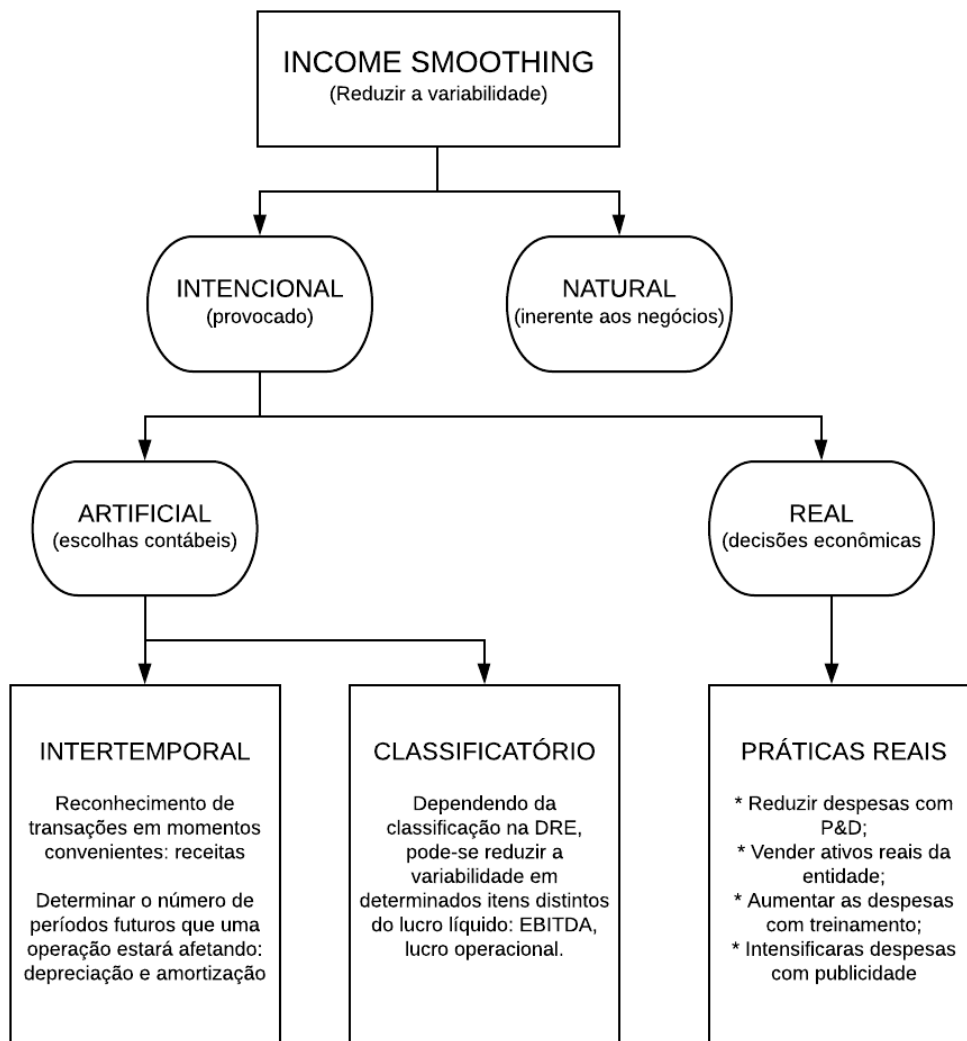 INCOME SMOOTHING
(Reduzir a variabilidade)
INTENCIONAL
(provocado)
NATURAL
(inerente aos negócios)
ARTIFICIAL
(escolhas contábeis)
REAL
(decisões econômicas
INTERTEMPORAL
Reconhecimento de
transações em momentos
convenientes: receitas
Determinar o número de
períodos futuros que uma
operação estará afetando:
depreciação e amortização
CLASSIFICATÓRIO
Dependendo da
classificação na DRE,
pode-se reduzir a
variabilidade em
determinados itens distintos
do lucro líquido: EBITDA,
lucro operacional.
PRÁTICAS REAIS
* Reduzir despesas com
P&D;
* Vender ativos reais da
entidade;
* Aumentar as despesas
com treinamento;
* Intensificaras despesas
com publicidade